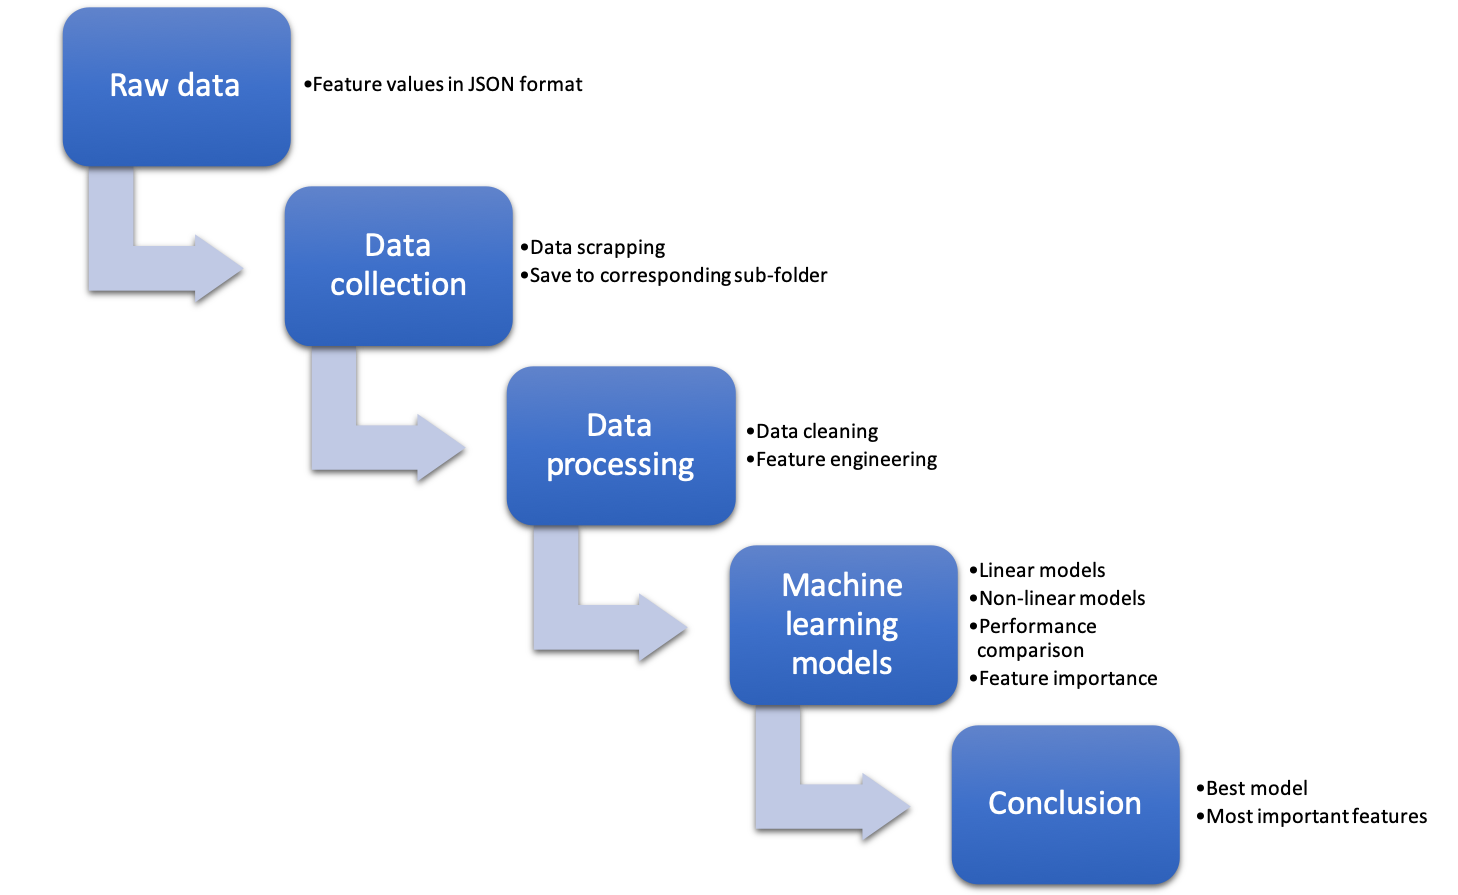 Raw data
•Feature values in JSON format
Data
collection
•Data scrapping
•Save to corresponding sub-folder
Data
processing
•Data cleaning
•Feature engineering
Machine
learning
models
•Linear models
•Non-linear models
•Performance
comparison
•Feature importance
Conclusion
•Best model
•Most important features